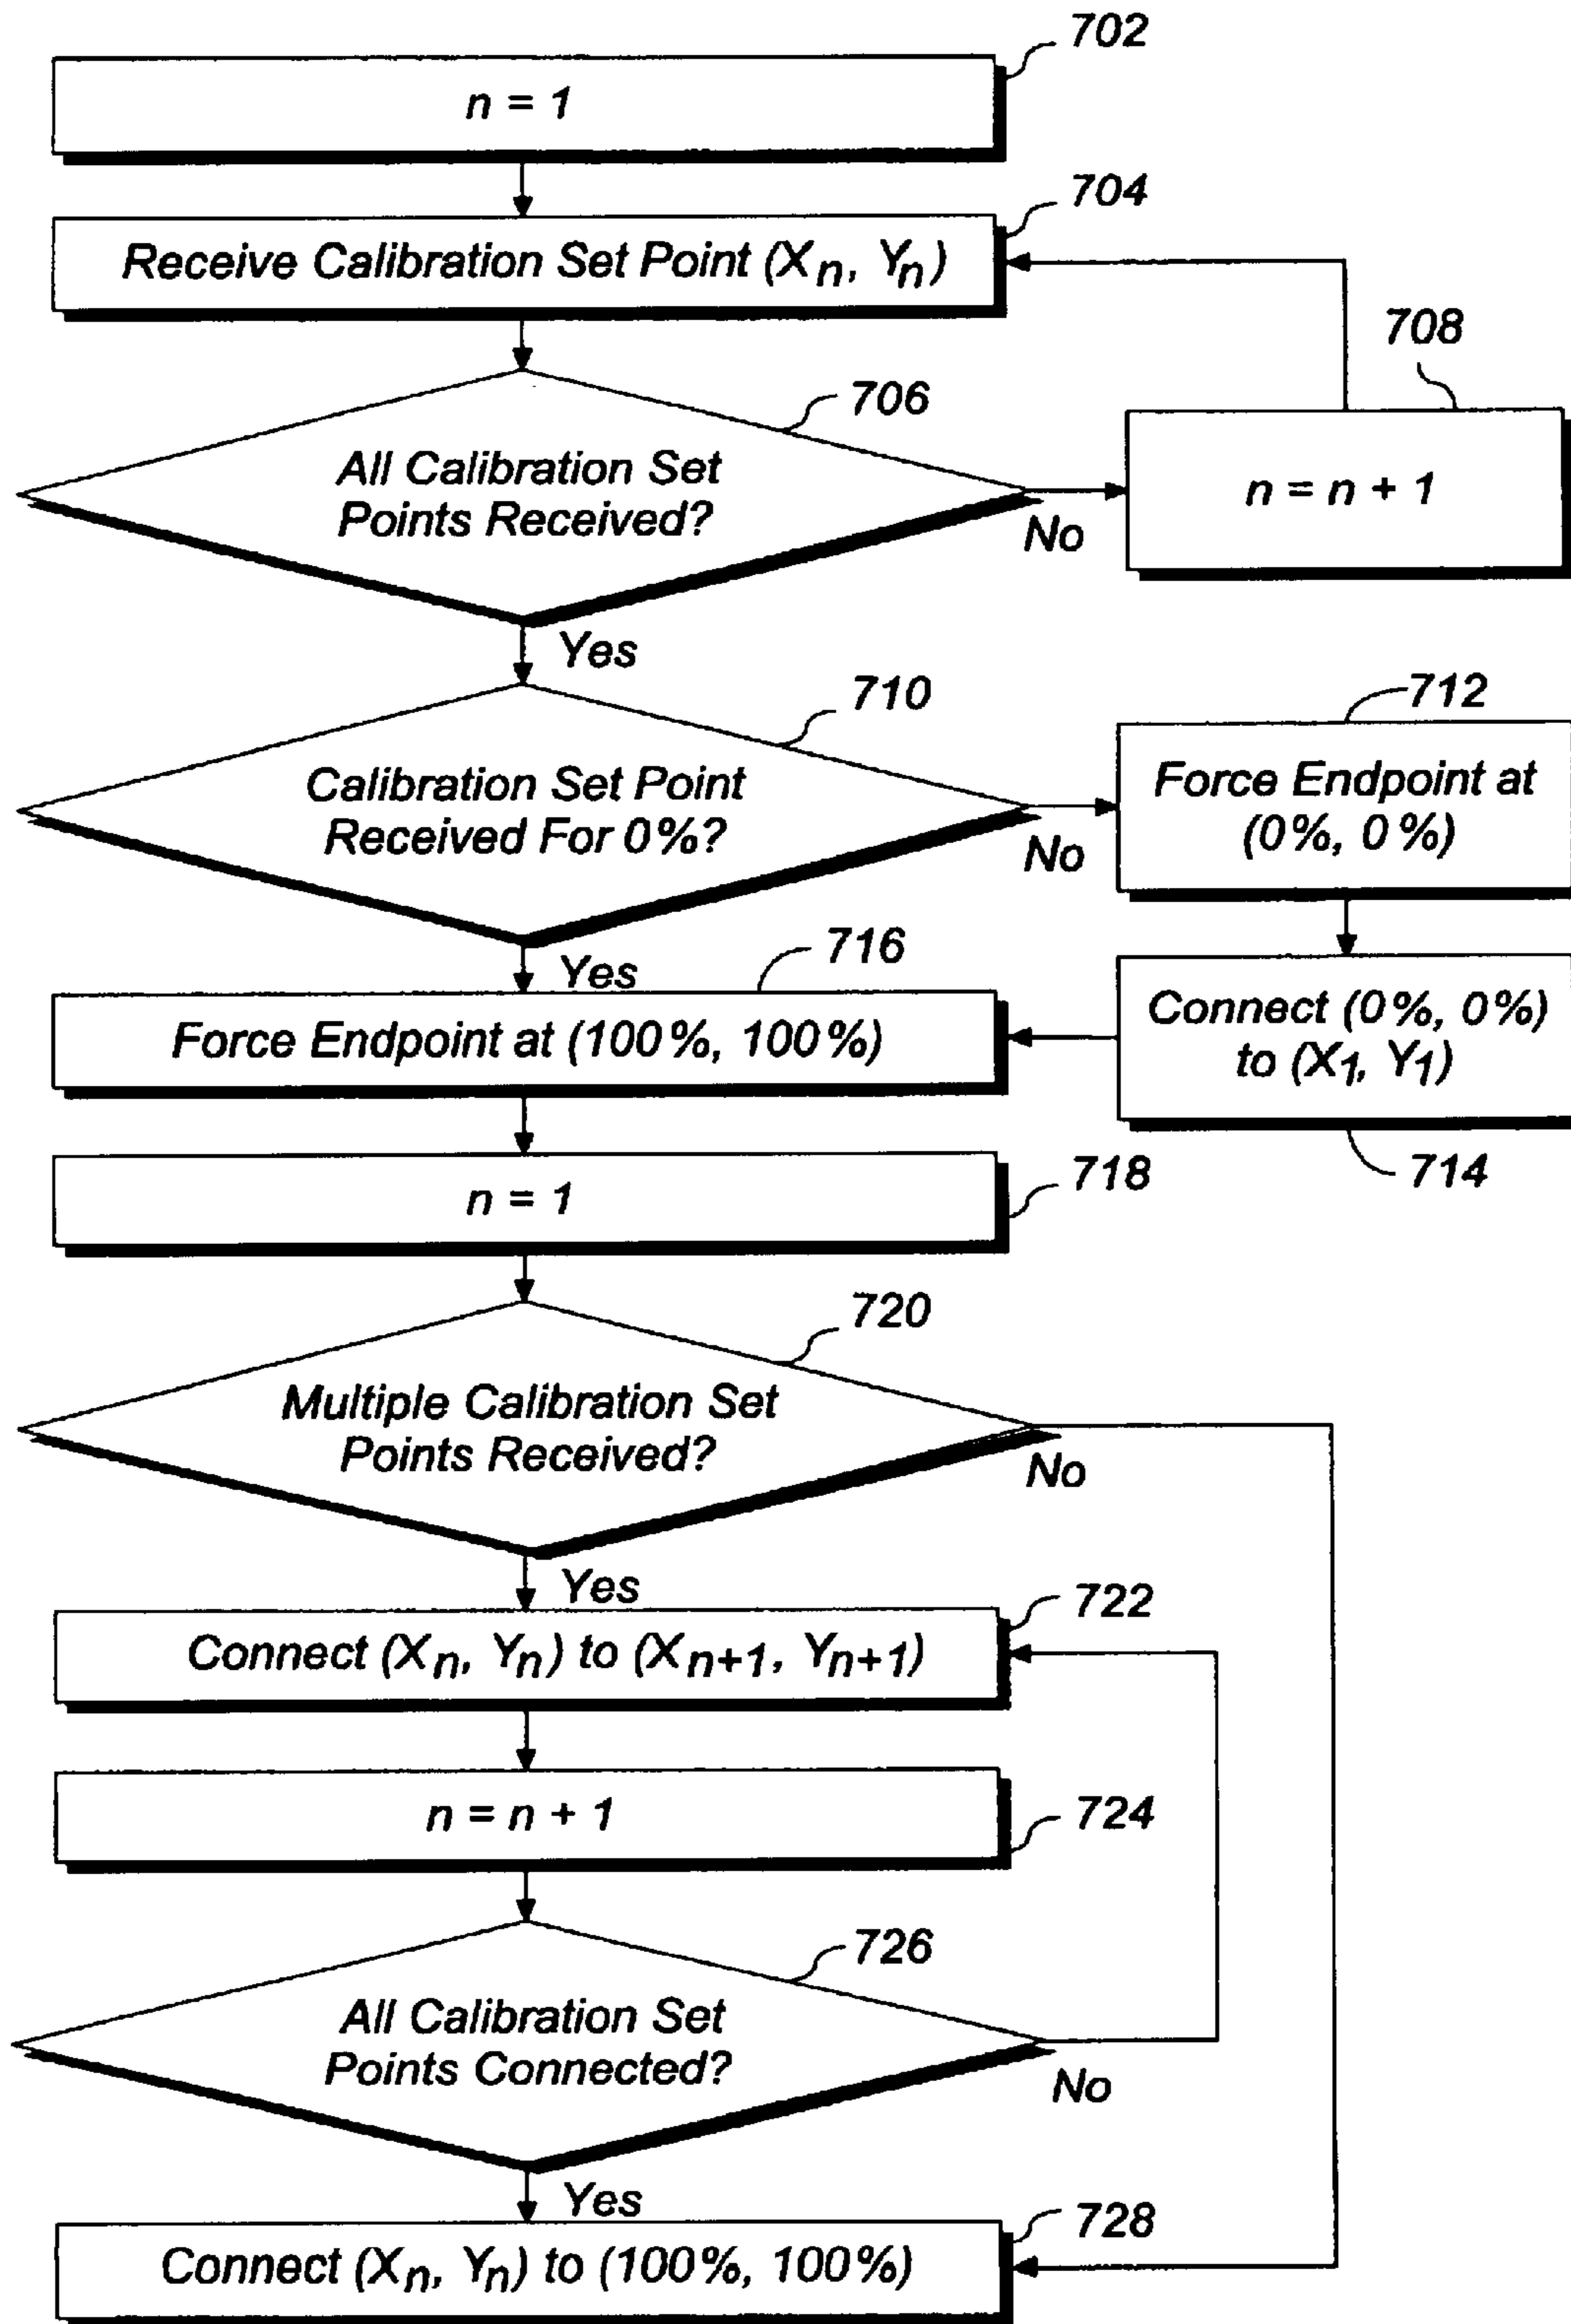 702
n = 1
704
Receive Calibration Set Point (Xn, Yn)
708
706
All Calibration Set
Points Received?
No
n = n + 1
Yes
710
712
Calibration Set Point
Received For 0%?
No
Force Endpoint at
(0%, 0%)
Yes
716
Force Endpoint at (100%, 100%)
Connect (0%, 0%)
to (X1, Y1)
714
n = 1
718
720
Multiple Calibration Set
Points Received?
No
Yes
722
Connect (Xn, Yn) to (Xn+1, Yn+1)
n = n + 1
724
726
All Calibration Set
Points Connected?
No
Yes
728
Connect (Xn, Yn) to (100%, 100%)